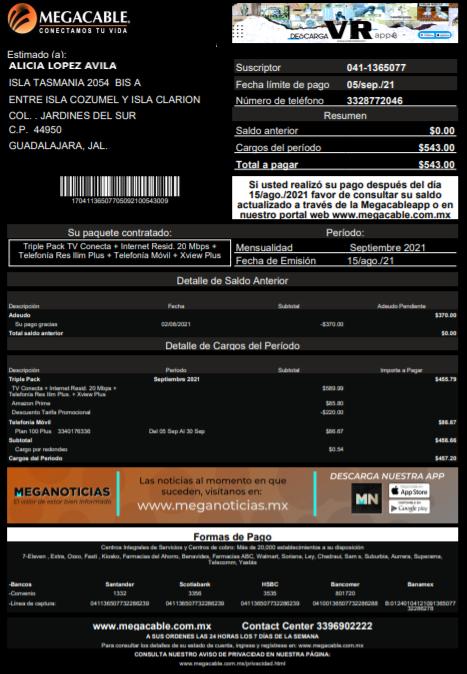 MEGACABLE®
CONECTAMOS TU VIDA
DESCARGA VR app
Estimado (a):
ALICIA LOPEZ AVILA
ISLA TASMANIA 2054 BIS A
ENTRE ISLA COZUMEL Y ISLA CLARION
COL. . JARDINES DEL SUR
C.P. 44950
GUADALAJARA, JAL.
17041136507705092100543009
Suscriptor 041-1365077
Fecha límite de pago 05/sep./21
Número de teléfono 3328772046
Resumen
Saldo anterior $0.00
Cargos del período $543.00
Total a pagar $543.00
Si usted realizó su pago después del día
15/ago./2021 favor de consultar su saldo
actualizado a través de la Megacableapp o en
nuestro portal web www.megacable.com.mx
Su paquete contratado:
Triple Pack TV Conecta + Internet Resid. 20 Mbps +
Telefonía Res Ilim Plus + Telefonía Móvil + Xview Plus
Período:
Mensualidad Septiembre 2021
Fecha de Emisión 15/ago./21
Detalle de Saldo Anterior
Descripción Fecha Subtotal Adeudo Pendiente
Adeudo $370.00
Su pago gracias 02/08/2021 -$370.00
Total saldo anterior $0.00
Detalle de Cargos del Período
Descripción Período Subtotal Importe a Pagar
Triple Pack Septiembre 2021 $455.79
TV Conecta + Internet Resid. 20 Mbps + $589.99
Telefonía Res Ilim Plus. + Xview Plus
Amazon Prime $85.80
Descuento Tarifa Promocional -$220.00
Telefonía Móvil $86.67
Plan 100 Plus 3340176336 Del 05 Sep Al 30 Sep $86.67
Subtotal
Cargo por redondeo $0.54
Cargos del Período
MEGANOTICIAS
El valor de estar bien informado
Las noticias al momento en que
suceden, visítanos en:
www.meganoticias.mx
DESCARGA NUESTRA APP
MN
App Store
Google play
Formas de Pago
Centros Integrales de Servicios y Centros de cobro: Más de 20,000 establecimientos a su disposición
7-Eleven , Extra, Oxxo, Fasti , Kiosko, Farmacias del Ahorro, Benavides, Farmacias ABC, Walmart, Soriana, Ley, Chedraui, Sam s, Suburbia, Aurrera, Superama,
Telecomm, Yastás
-Bancos Santander Scotiabank HSBC Bancomer Banamex
-Convenio 1332 3356 3535 801720
-Línea de captura: 041136507732286239 041136507732286239 041136507732286239
www.megacable.com.mx Contact Center 3396902222
A SUS ORDENES LAS 24 HORAS LOS 7 DÍAS DE LA SEMANA
Para consultar los detalles de su estado de cuenta, ingrese y regístrese en: www.megacable.com.mx
CONSULTA NUESTRO AVISO DE PRIVACIDAD EN NUESTRA PÁGINA:
www.megacable.com.mx/privacidad.html